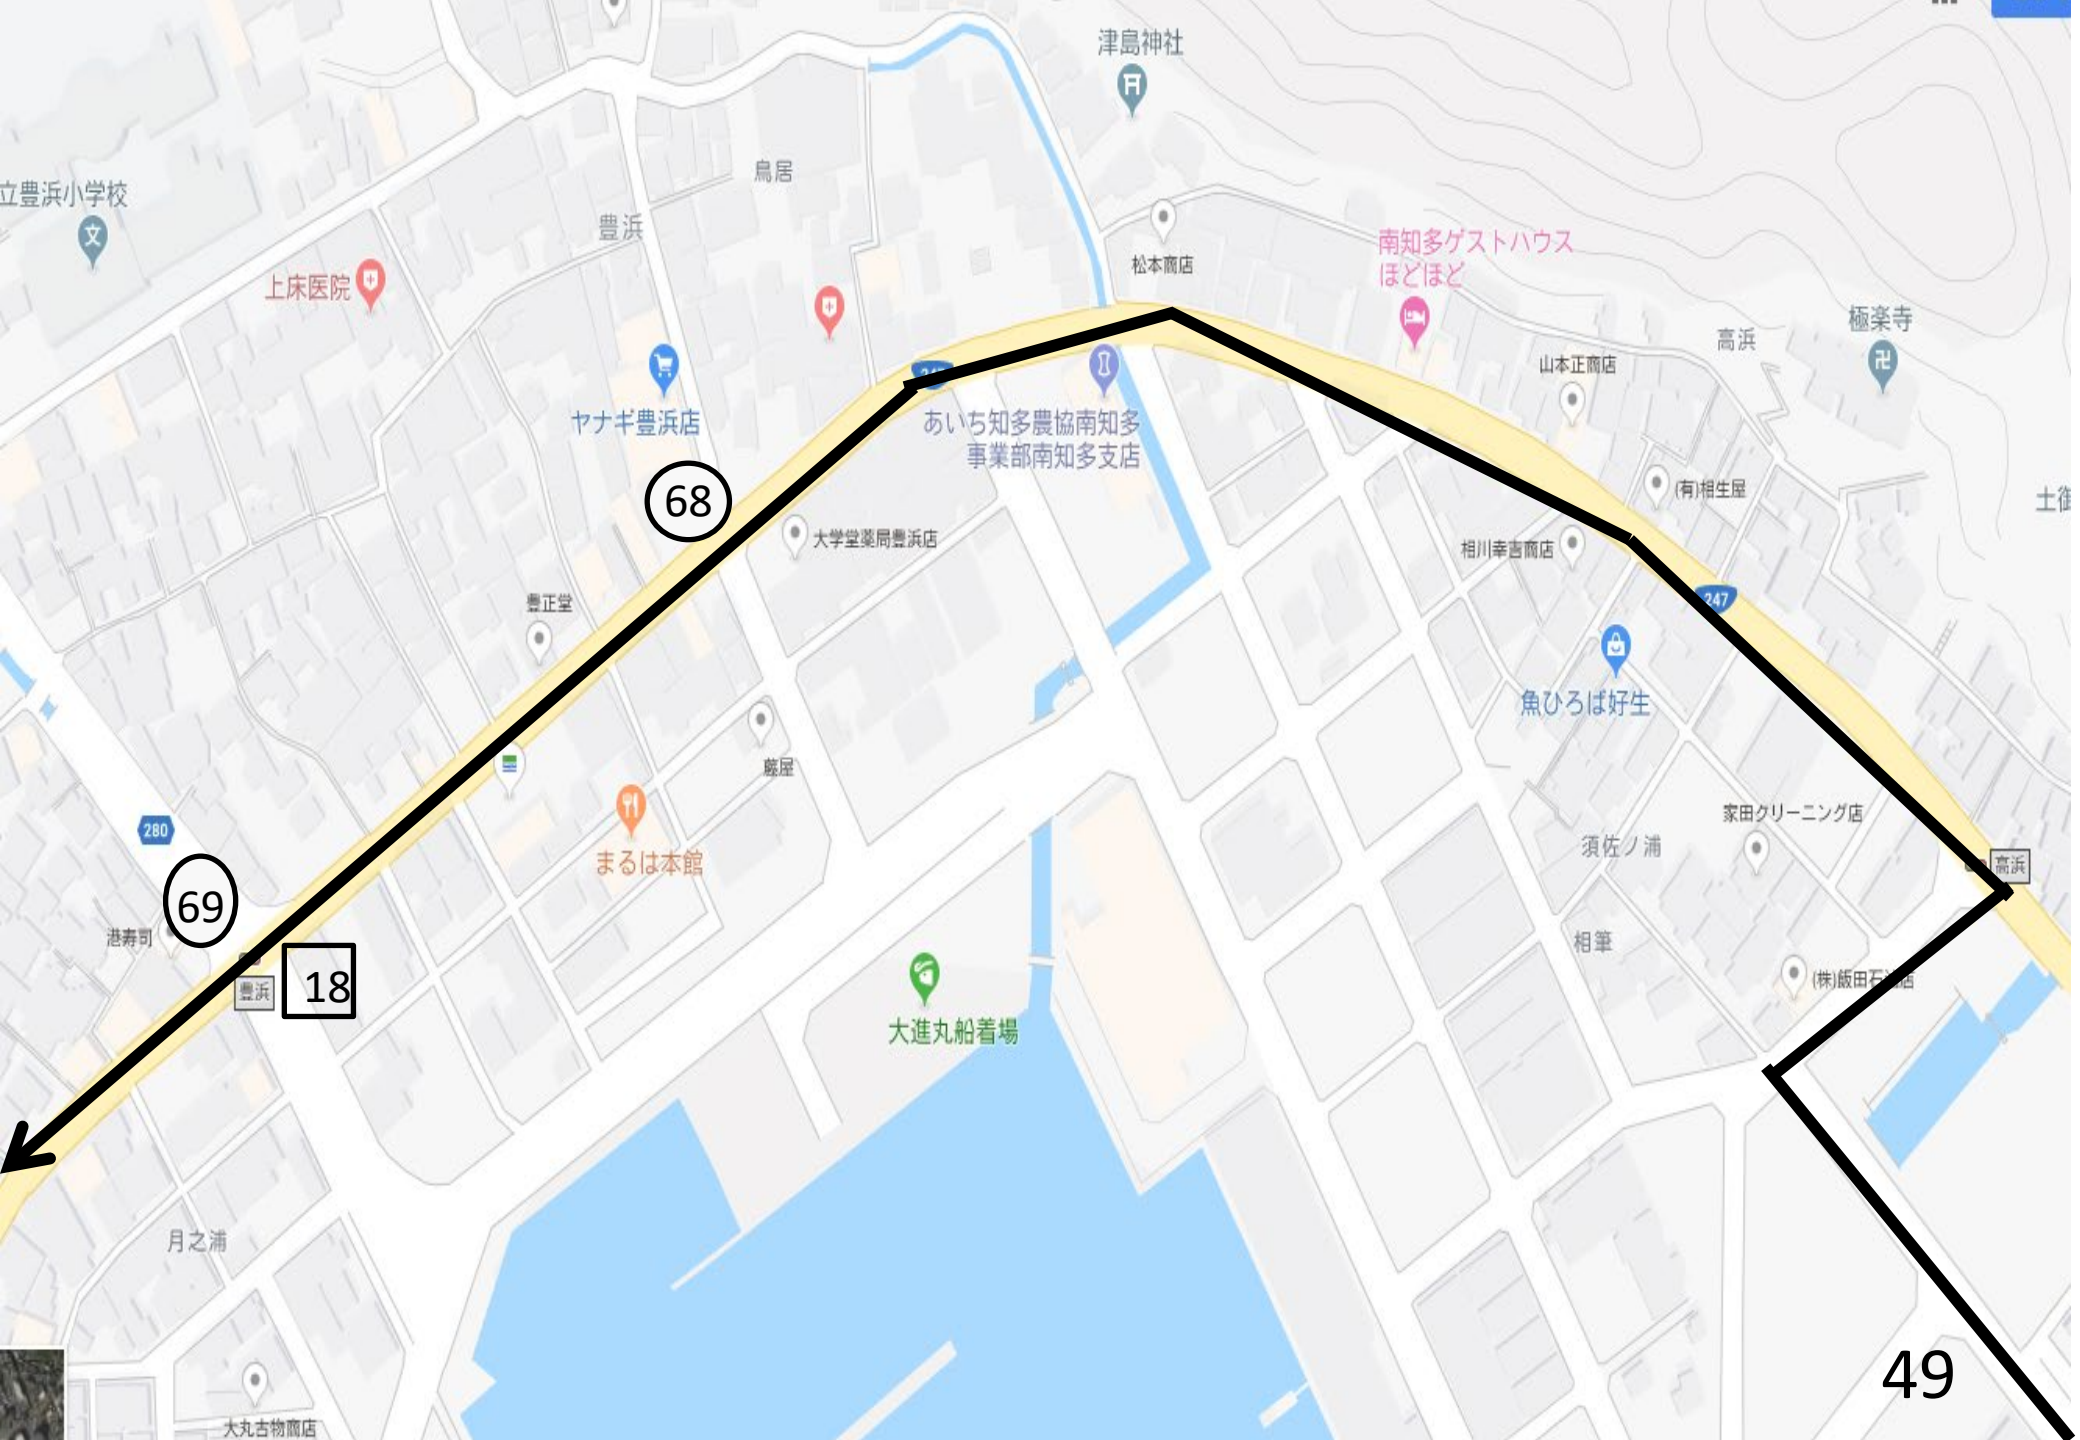 津島神社
鳥居
立豊浜小学校
文
豊浜
上床医院
松本商店
南知多ゲストハウス
ほどほど
高浜
極楽寺
山本正商店
ヤナギ豊浜店
あいち知多農協南知多
事業部南知多支店
68
(有)相生屋
大学堂薬局豊浜店
相川幸吉商店
豊正堂
247
魚ひろば好生
藤屋
280
まるは本館
家田クリーニング店
須佐ノ浦
高浜
69
港寿司
相筆
豊浜
18
大進丸船着場
月之浦
49
大丸古物商店